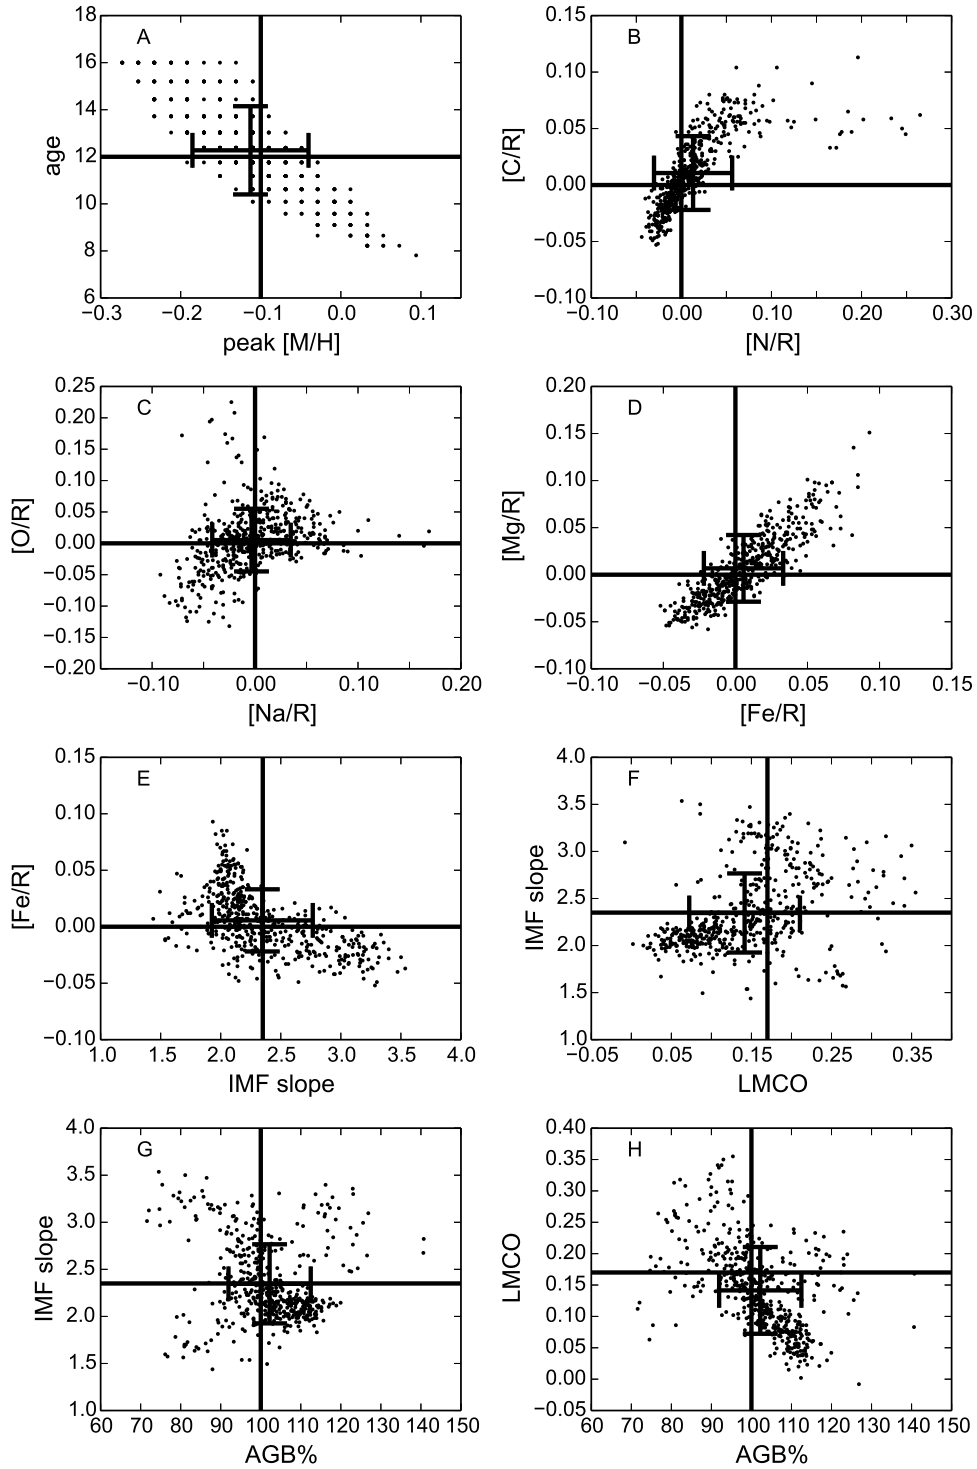 A
age
18
16
14
12
10
8
6
−0.3 −0.2 −0.1 0.0 0.1
peak [M/H]
B
[C/R]
0.15
0.10
0.05
0.00
−0.05
−0.10
−0.10 0.00 0.10 0.20 0.30
[N/R]
C
[O/R]
0.25
0.20
0.15
0.10
0.05
0.00
−0.05
−0.10
−0.15
−0.20
−0.10 0.00 0.10 0.20
[Na/R]
D
[Mg/R]
0.20
0.15
0.10
0.05
0.00
−0.05
−0.10
−0.10 −0.05 0.00 0.05 0.10 0.15
[Fe/R]
E
[Fe/R]
0.15
0.10
0.05
0.00
−0.05
−0.10
1.0 1.5 2.0 2.5 3.0 3.5 4.0
IMF slope
F
IMF slope
4.0
3.5
3.0
2.5
2.0
1.5
1.0
−0.05 0.05 0.15 0.25 0.35
LMCO
G
IMF slope
4.0
3.5
3.0
2.5
2.0
1.5
1.0
60 70 80 90 100 110 120 130 140 150
AGB%
H
LMCO
0.40
0.35
0.30
0.25
0.20
0.15
0.10
0.05
0.00
−0.05
60 70 80 90 100 110 120 130 140 150
AGB%